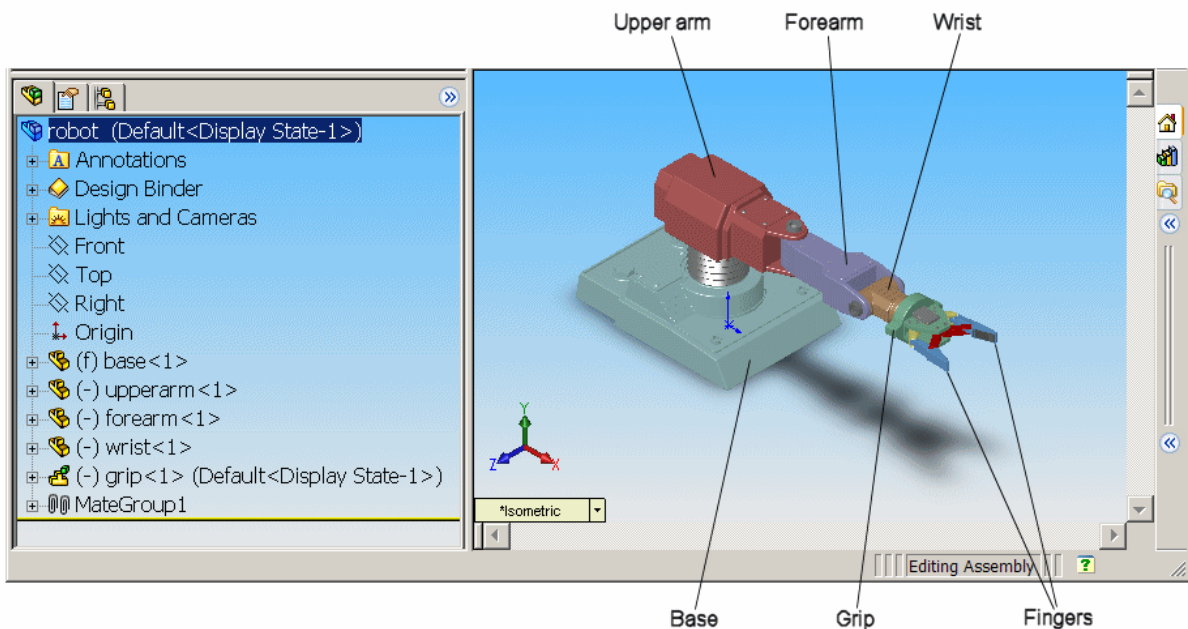 Upper arm Forearm Wrist
robot (Default<Display State-1>)
A Annotations
Design Binder
Lights and Cameras
Front
Top
Right
Origin
(f) base<1>
(-) upperarm<1>
(-) forearm<1>
(-) wrist<1>
(-) grip<1> (Default<Display State-1>)
MateGroup1
Y
Z X
*Isometric
Editing Assembly ?
Base Grip Fingers